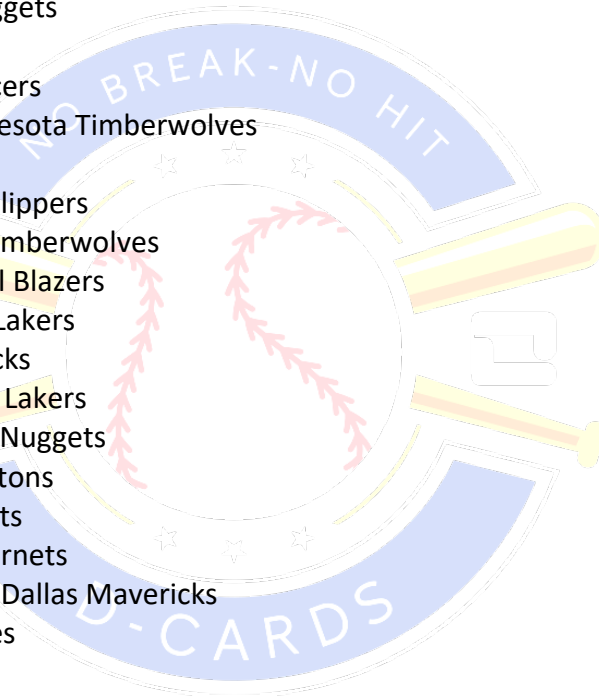 ggets
NO BREAK-NO HIT
cers
esota Timberwolves
lippers
mberwolves
l Blazers
Lakers
cks
Lakers
Nuggets
tons
ts
rnets
Dallas Mavericks
es
D-CARDS